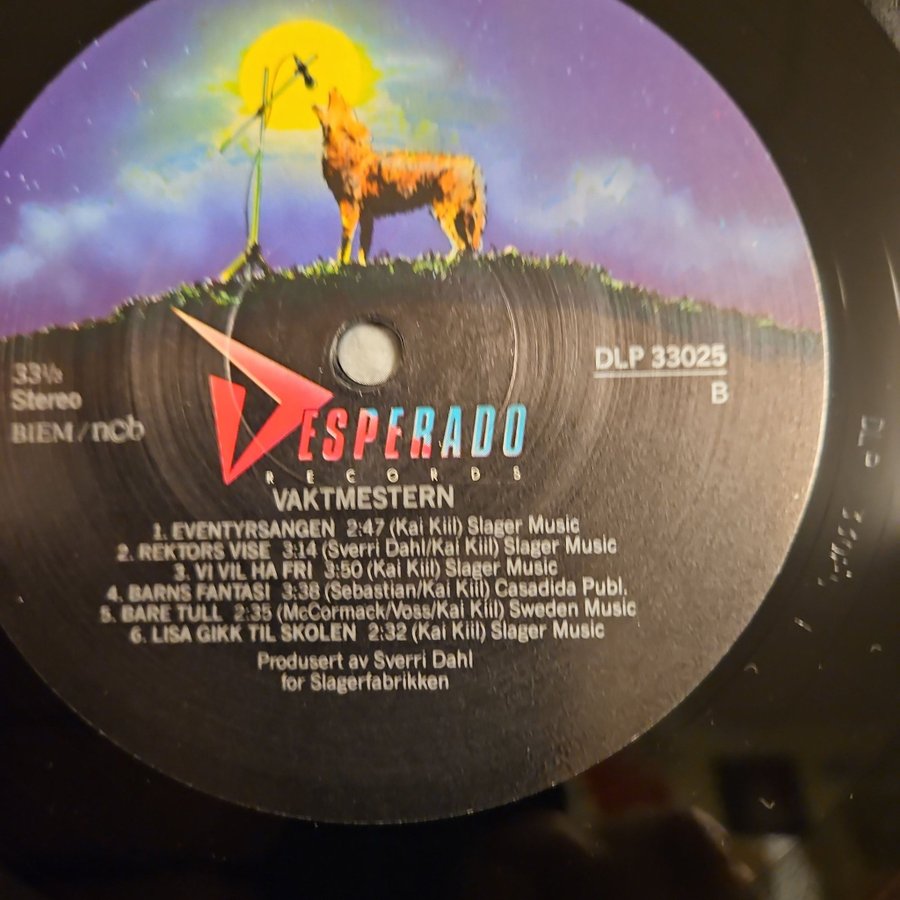 33⅓
Stereo
BIEM/ncb
DLP 33025
B
DESPERADO
RECORDS
VAKTMESTERN
1. EVENTYRSANGEN 2:47 (Kai Kiil) Slager Music
2. REKTORS VISE 3:14 (Sverri Dahl/Kai Kiil) Slager Music
3. VI VIL HA FRI 3:50 (Kai Kiil) Slager Music
4. BARNS FANTASI 3:38 (Sebastian/Kai Kiil) Casadida Publ.
5. BARE TULL 2:35 (McCormack/Voss/Kai Kiil) Sweden Music
6. LISA GIKK TIL SKOLEN 2:32 (Kai Kiil) Slager Music
Produsert av Sverri Dahl
for Slagerfabrikken